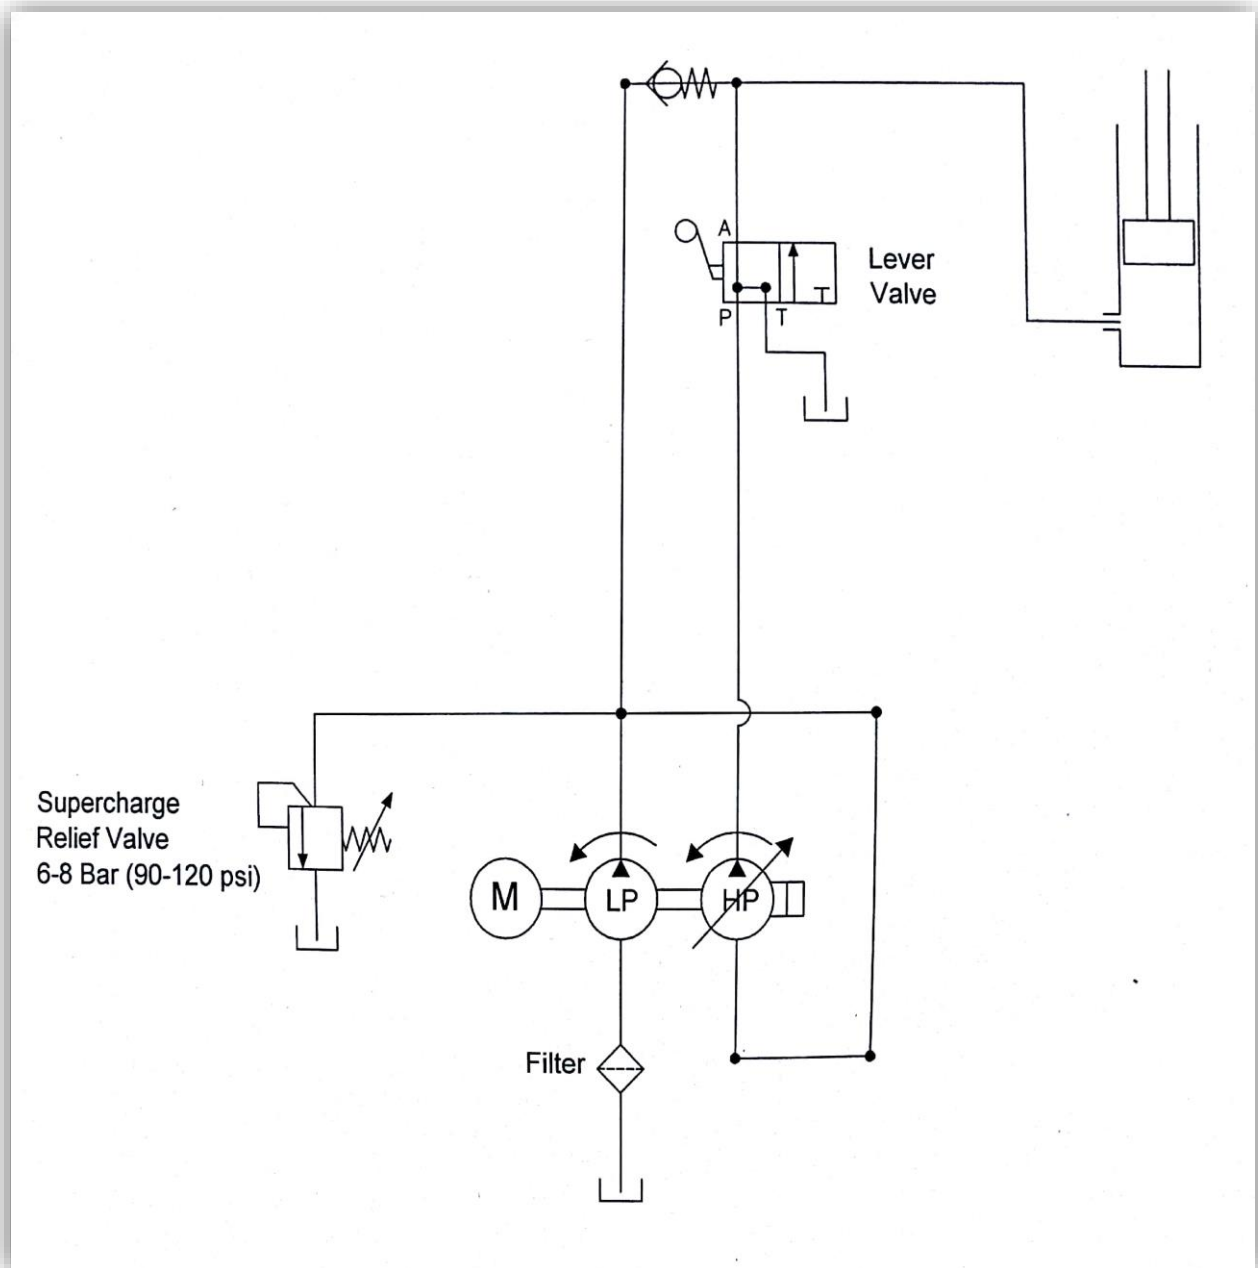 A
Lever
Valve
P
T
T
Supercharge
Relief Valve
6-8 Bar (90-120 psi)
M
LP
HP
Filter